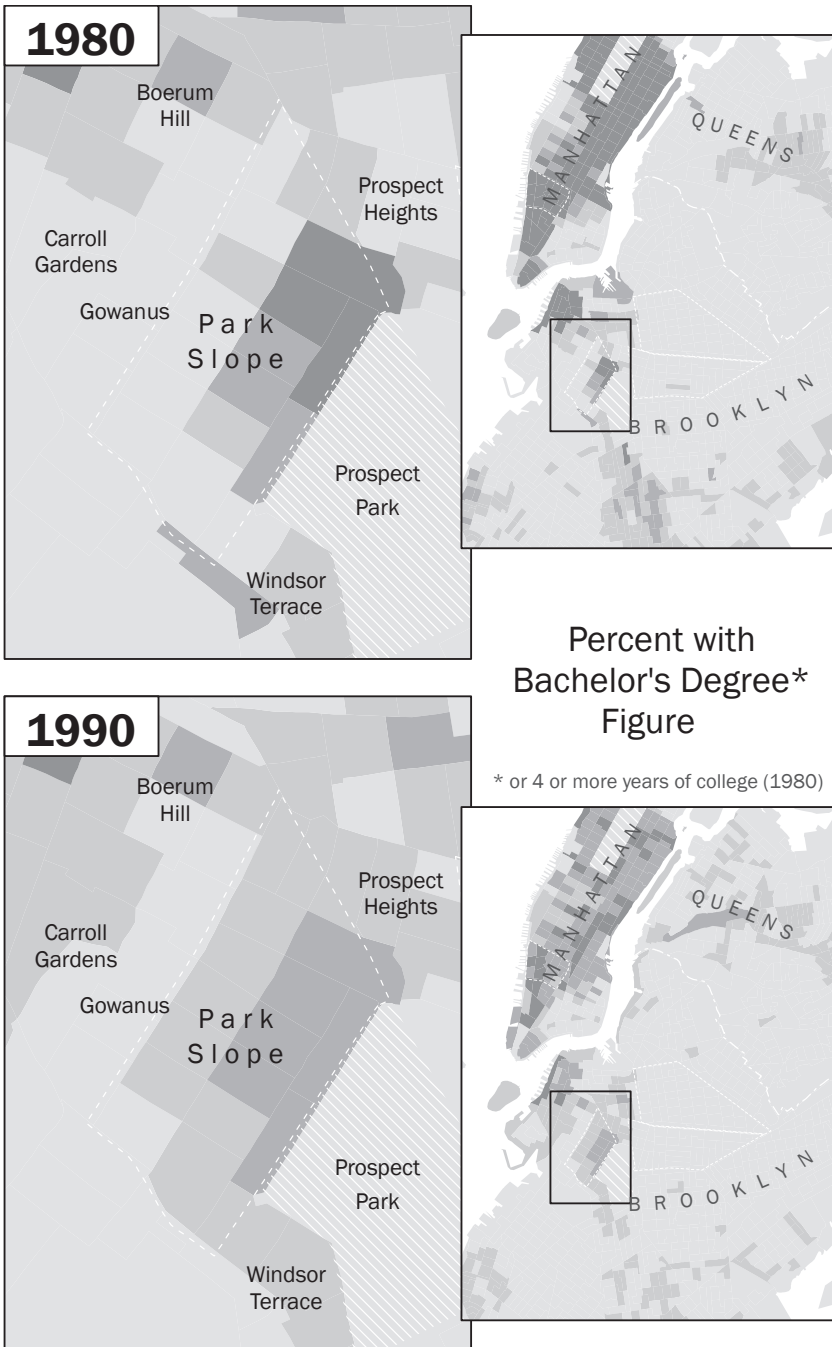 1980
Boerum
Hill
Prospect
Heights
Carroll
Gardens
Gowanus
Park
Slope
Prospect
Park
Windsor
Terrace
MANHATTAN
QUEENS
BROOKLYN
Percent with
Bachelor's Degree*
Figure
* or 4 or more years of college (1980)
1990
Boerum
Hill
Prospect
Heights
Carroll
Gardens
Gowanus
Park
Slope
Prospect
Park
Windsor
Terrace
MANHATTAN
QUEENS
BROOKLYN